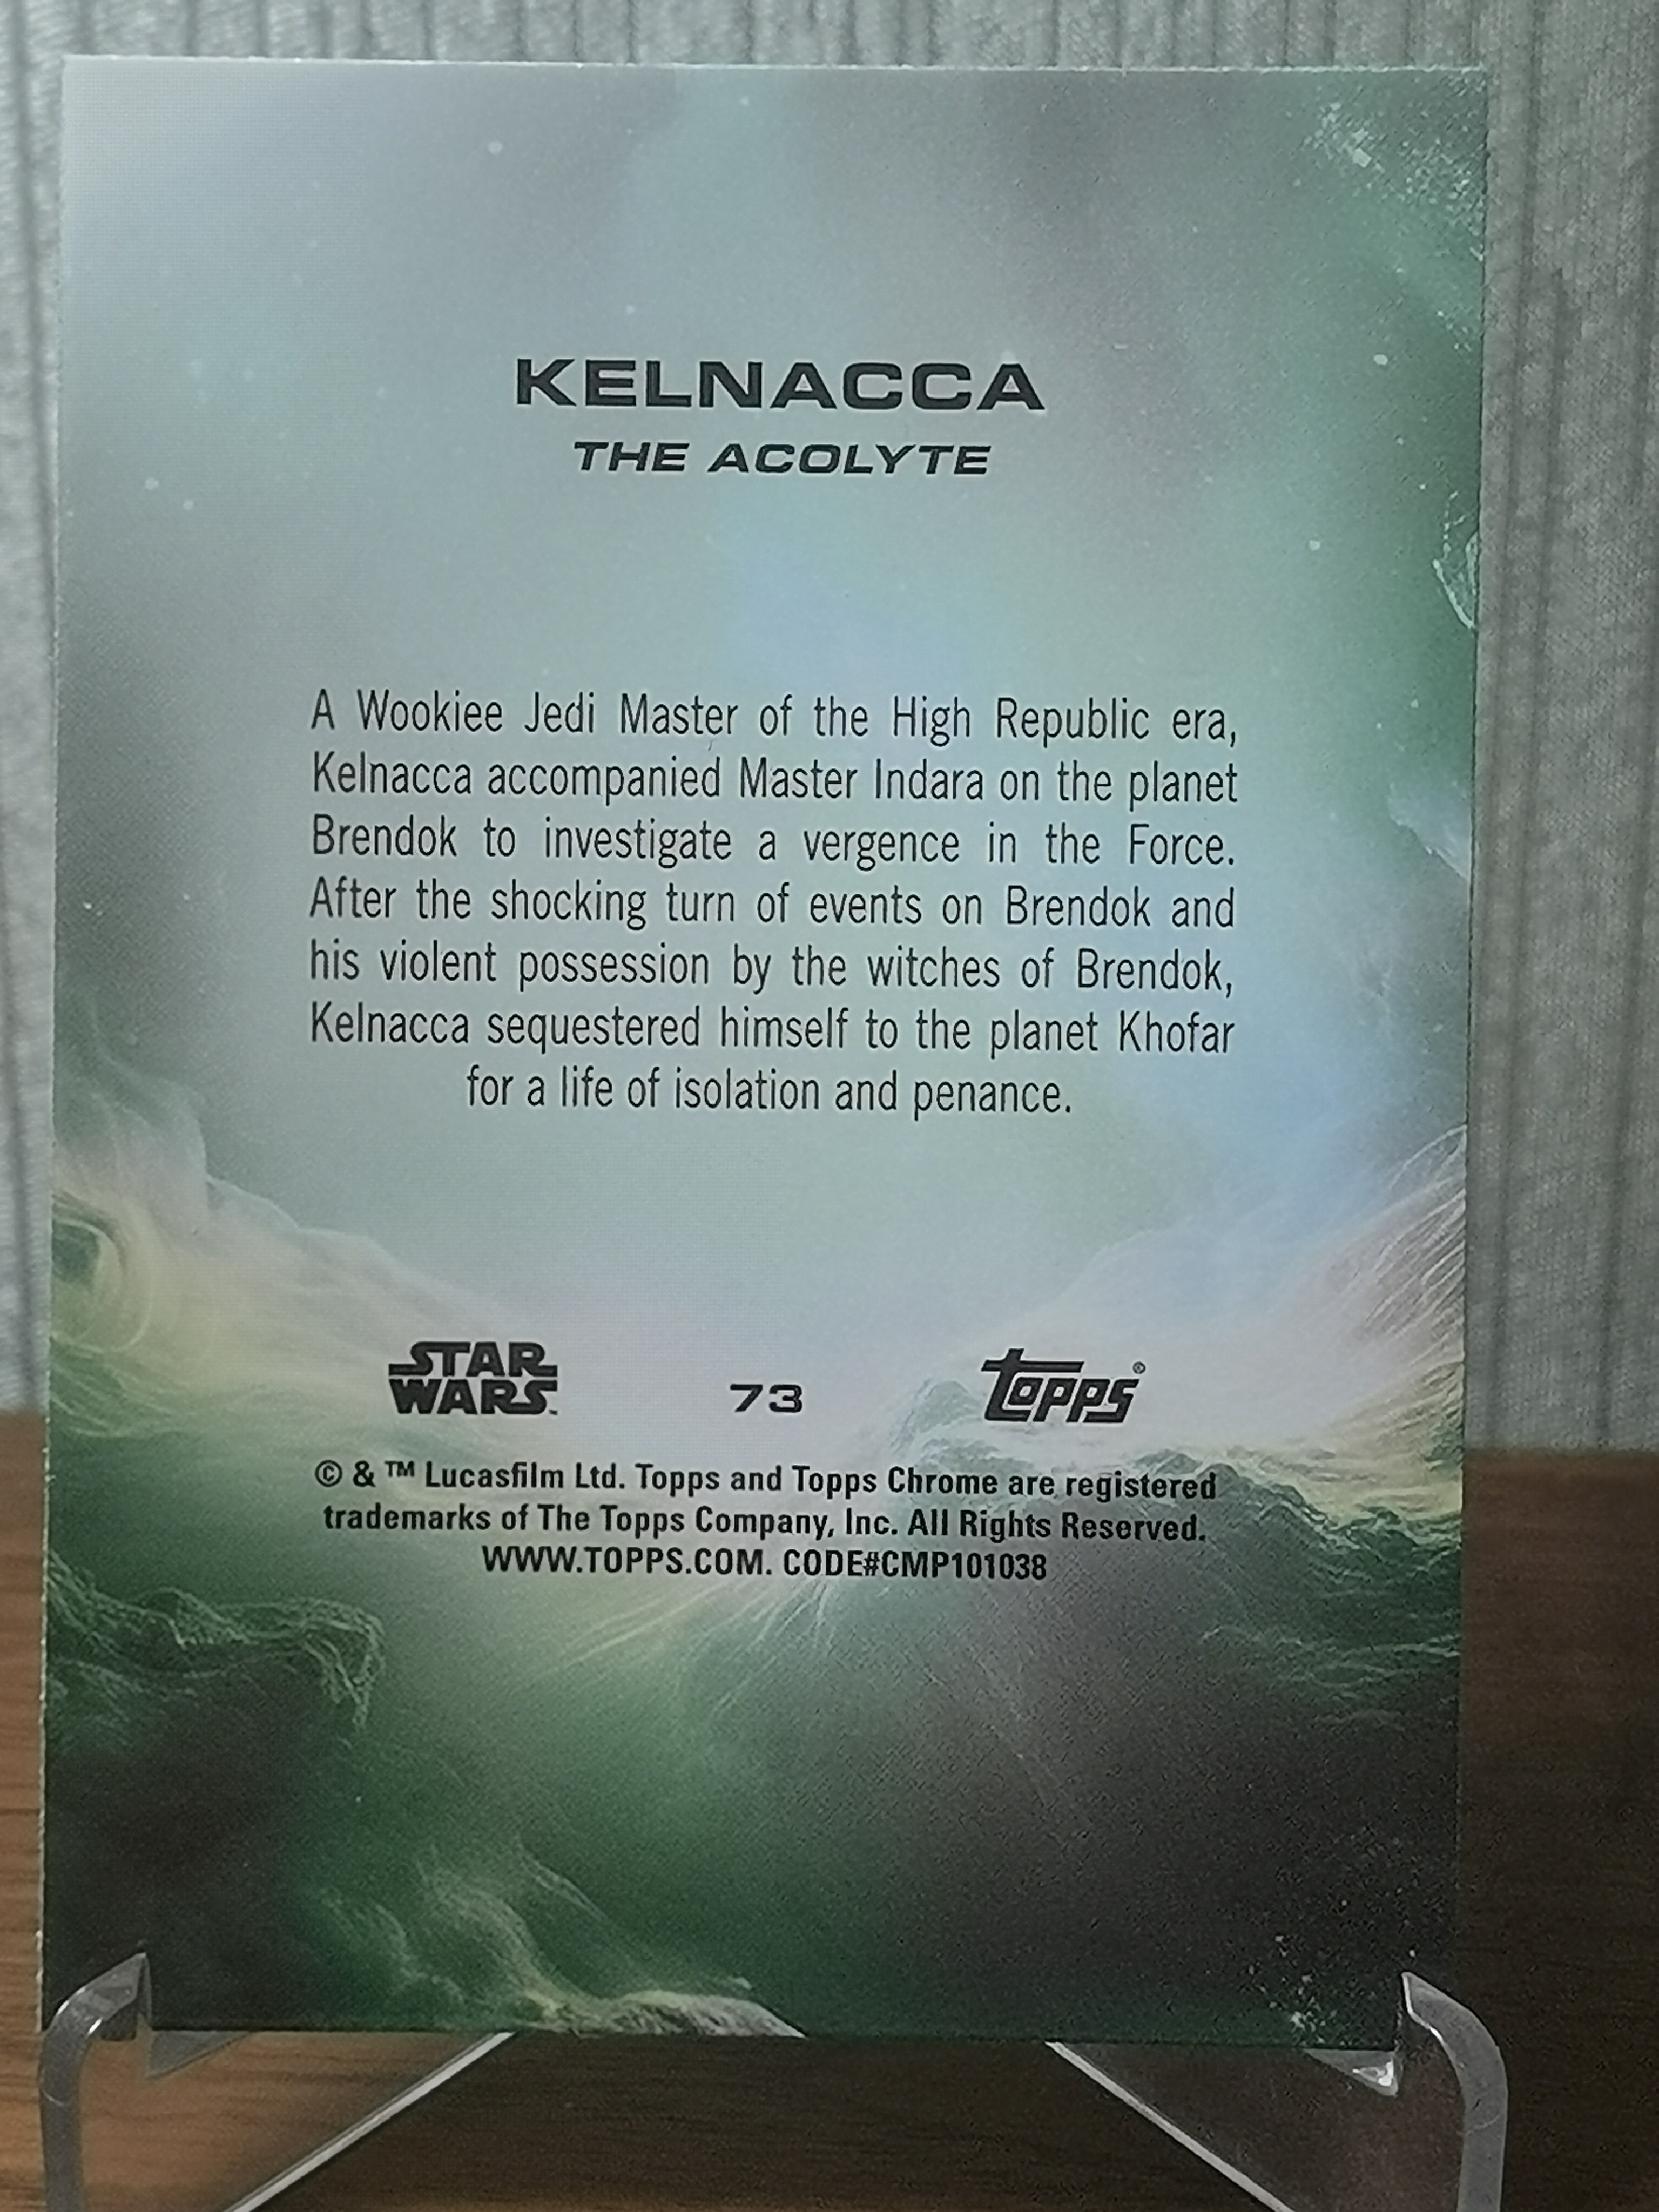 KELNACCA
THE ACOLYTE
A Wookiee Jedi Master of the High Republic era,
Kelnacca accompanied Master Indara on the planet
Brendok to investigate a vergence in the Force.
After the shocking turn of events on Brendok and
his violent possession by the witches of Brendok,
Kelnacca sequestered himself to the planet Khofar
for a life of isolation and penance.
STAR
WARS™
73
topps®
© & ™ Lucasfilm Ltd. Topps and Topps Chrome are registered
trademarks of The Topps Company, Inc. All Rights Reserved.
WWW.TOPPS.COM. CODE#CMP101038